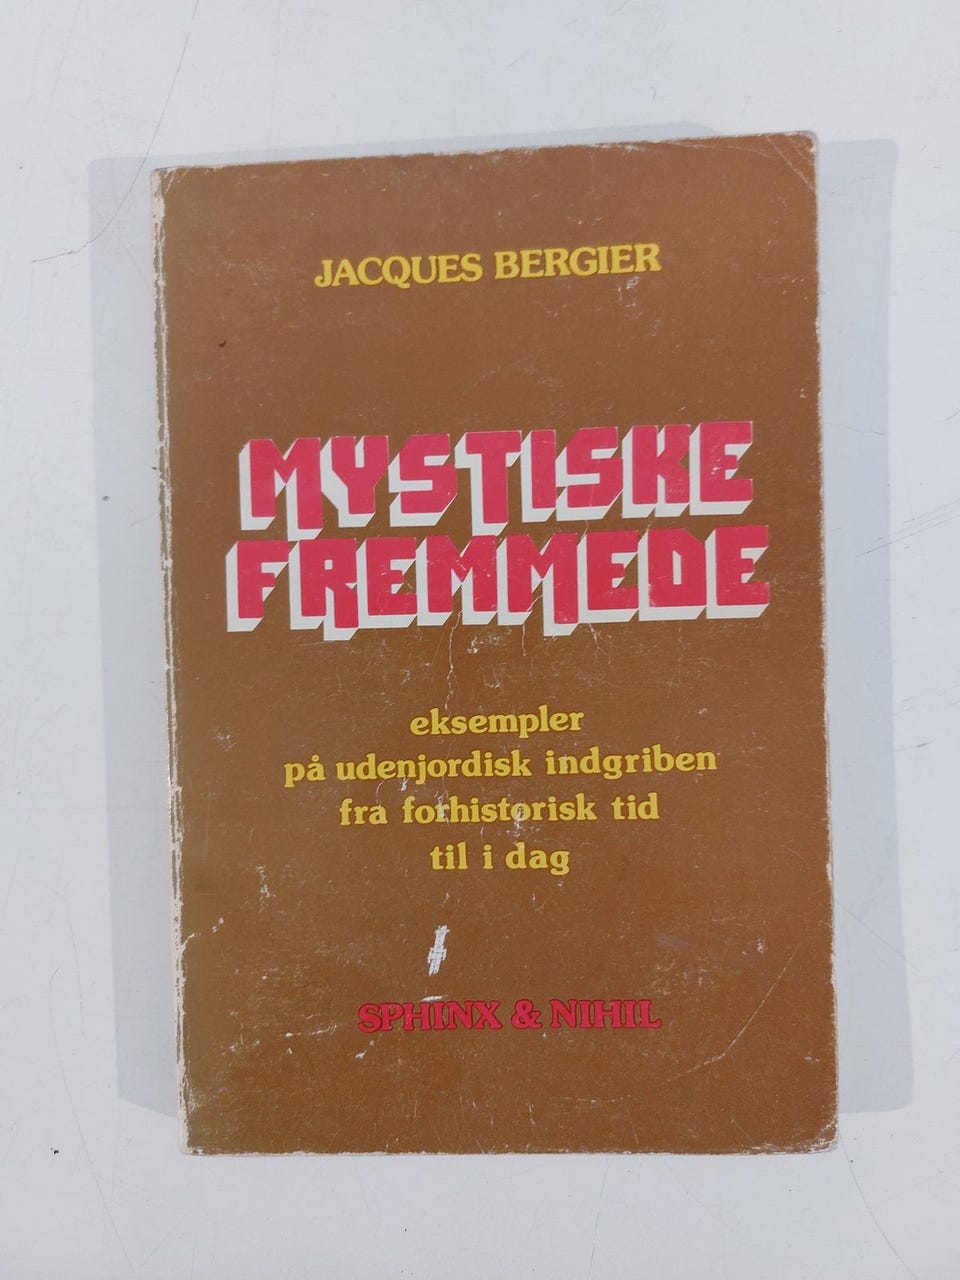 JACQUES BERGIER
MYSTISKE
FREMMEDE
eksempler
på udenjordisk indgriben
fra forhistorisk tid
til i dag
SPHINX & NIHIL